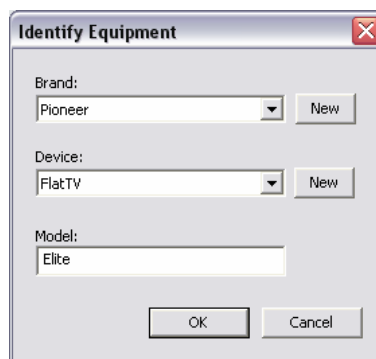 Identify Equipment
Brand:
Pioneer
New
Device:
FlatTV
New
Model:
Elite
OK
Cancel